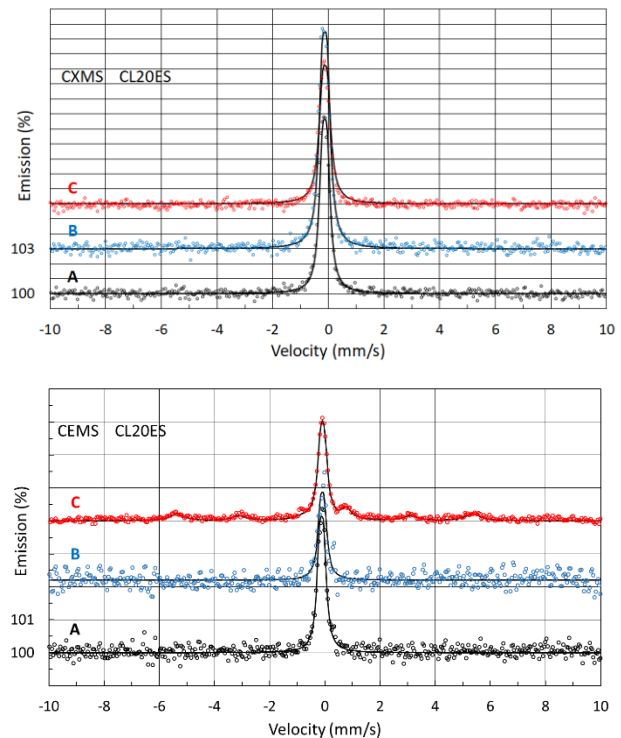 CXMS CL20ES
Emission (%)
C
B
103
A
100
-10 -8 -6 -4 -2 0 2 4 6 8 10
Velocity (mm/s)
CEMS CL20ES
Emission (%)
C
B
101
A
100
-10 -8 -6 -4 -2 0 2 4 6 8 10
Velocity (mm/s)